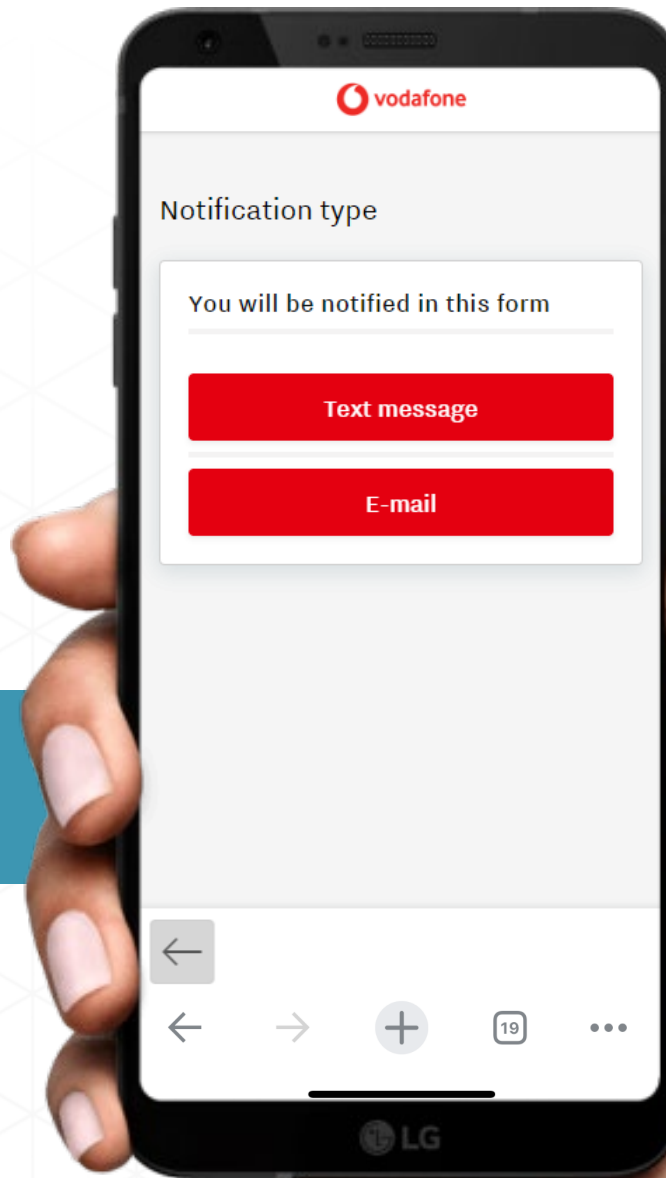 vodafone
Notification type
You will be notified in this form
Text message
E-mail
19
LG